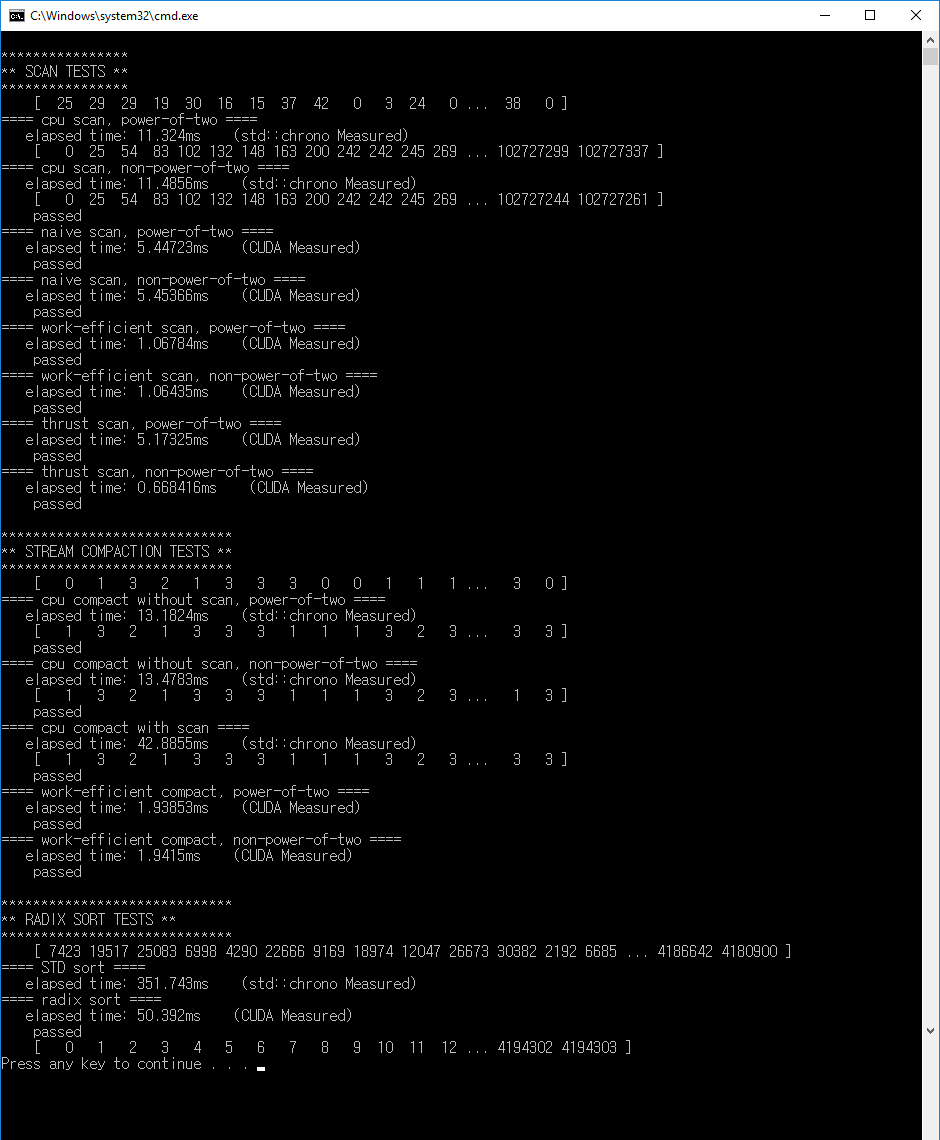 C:\Windows\system32\cmd.exe
****************
** SCAN TESTS **
****************
    [  25  29  29  19  30  16  15  37  42   0   3  24   0 ...  38   0 ]
==== cpu scan, power-of-two ====
   elapsed time: 11.324ms    (std::chrono Measured)
    [   0  25  54  83 102 132 148 163 200 242 242 245 269 ... 102727299 102727337 ]
==== cpu scan, non-power-of-two ====
   elapsed time: 11.4856ms    (std::chrono Measured)
    [   0  25  54  83 102 132 148 163 200 242 242 245 269 ... 102727244 102727261 ]
    passed
==== naive scan, power-of-two ====
   elapsed time: 5.44723ms    (CUDA Measured)
    passed
==== naive scan, non-power-of-two ====
   elapsed time: 5.45366ms    (CUDA Measured)
    passed
==== work-efficient scan, power-of-two ====
   elapsed time: 1.06784ms    (CUDA Measured)
    passed
==== work-efficient scan, non-power-of-two ====
   elapsed time: 1.06435ms    (CUDA Measured)
    passed
==== thrust scan, power-of-two ====
   elapsed time: 5.17325ms    (CUDA Measured)
    passed
==== thrust scan, non-power-of-two ====
   elapsed time: 0.668416ms    (CUDA Measured)
    passed
*****************************
** STREAM COMPACTION TESTS **
*****************************
    [   0   1   3   2   1   3   3   3   0   0   1   1   1 ...   3   0 ]
==== cpu compact without scan, power-of-two ====
   elapsed time: 13.1824ms    (std::chrono Measured)
    [   1   3   2   1   3   3   3   1   1   1   3   2   3 ...   3   3 ]
    passed
==== cpu compact without scan, non-power-of-two ====
   elapsed time: 13.4783ms    (std::chrono Measured)
    [   1   3   2   1   3   3   3   1   1   1   3   2   3 ...   1   3 ]
    passed
==== cpu compact with scan ====
   elapsed time: 42.8855ms    (std::chrono Measured)
    [   1   3   2   1   3   3   3   1   1   1   3   2   3 ...   3   3 ]
    passed
==== work-efficient compact, power-of-two ====
   elapsed time: 1.93853ms    (CUDA Measured)
    passed
==== work-efficient compact, non-power-of-two ====
   elapsed time: 1.9415ms    (CUDA Measured)
    passed
*****************************
** RADIX SORT TESTS **
*****************************
    [ 7423 19517 25083 6998 4290 22666 9169 18974 12047 26673 30382 2192 6685 ... 4186642 4180900 ]
==== STD sort ====
   elapsed time: 351.743ms    (std::chrono Measured)
==== radix sort ====
   elapsed time: 50.392ms    (CUDA Measured)
    passed
    [   0   1   2   3   4   5   6   7   8   9  10  11  12 ... 4194302 4194303 ]
Press any key to continue . . .